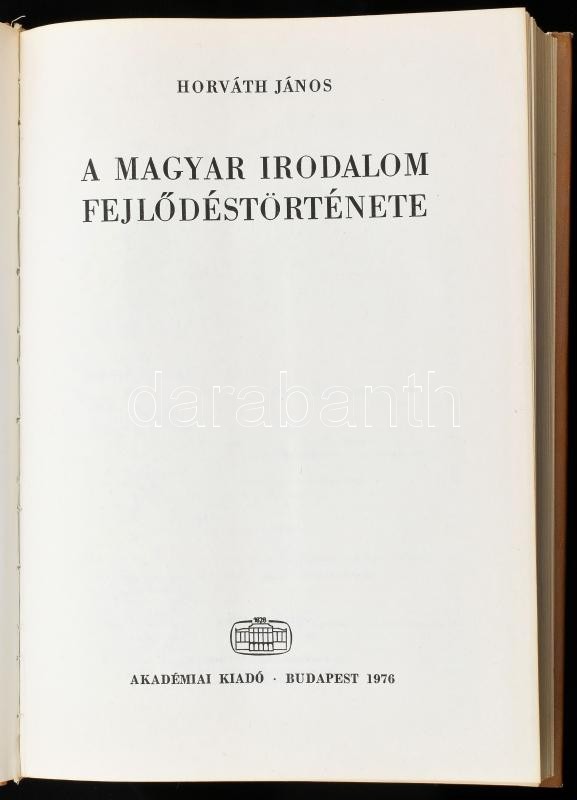 HORVÁTH JÁNOS
A MAGYAR IRODALOM
FEJLŐDÉSTÖRTÉNETE
darabanth
1828
AKADÉMIAI KIADÓ · BUDAPEST 1976